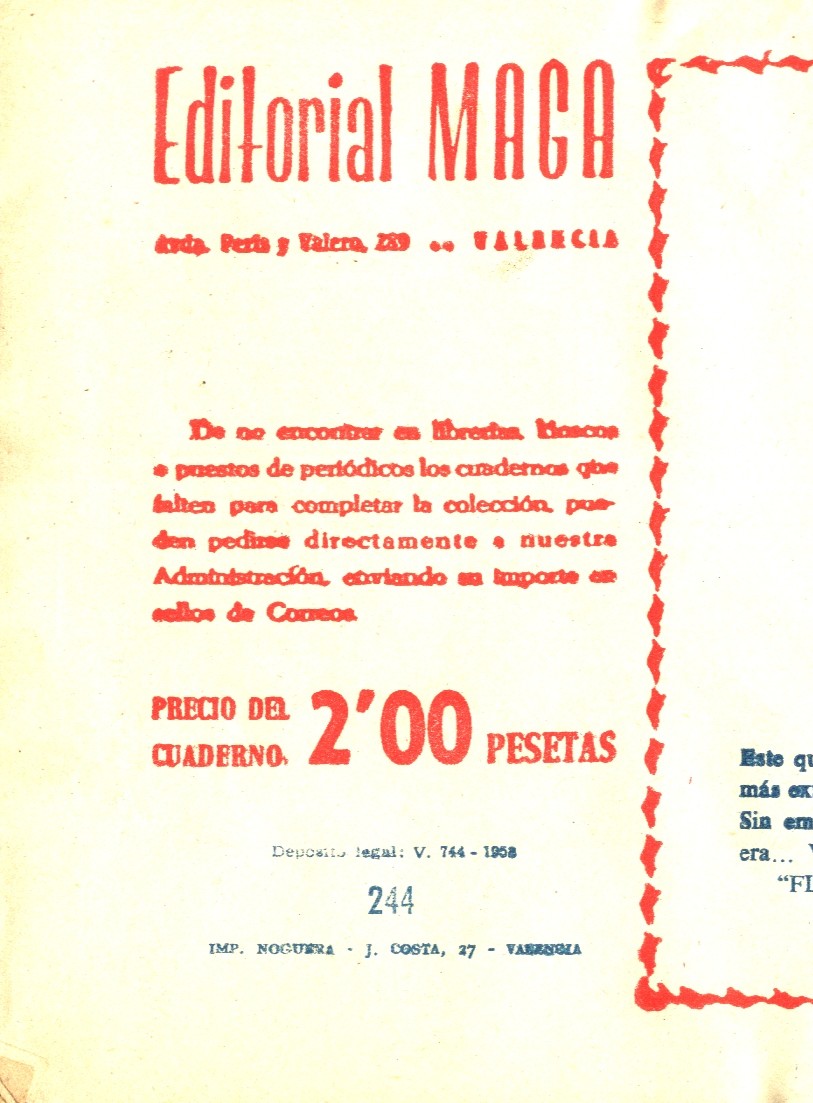 Editorial MAGA
Avda. Peris y Valero, 289 -- VALENCIA
De no encontrar en librerías, kioscos
o puestos de periódicos los cuadernos que
falten para completar la colección, pue-
den pedirse directamente a nuestra
Administración, enviando su importe en
sellos de Correos.
PRECIO DEL
CUADERNO, 2'00 PESETAS
Depósito legal: V. 744 - 1958
244
IMP. NOGUERA - J. COSTA, 27 - VALENCIA
Este qu
más ex
Sin em
era... V
“FL